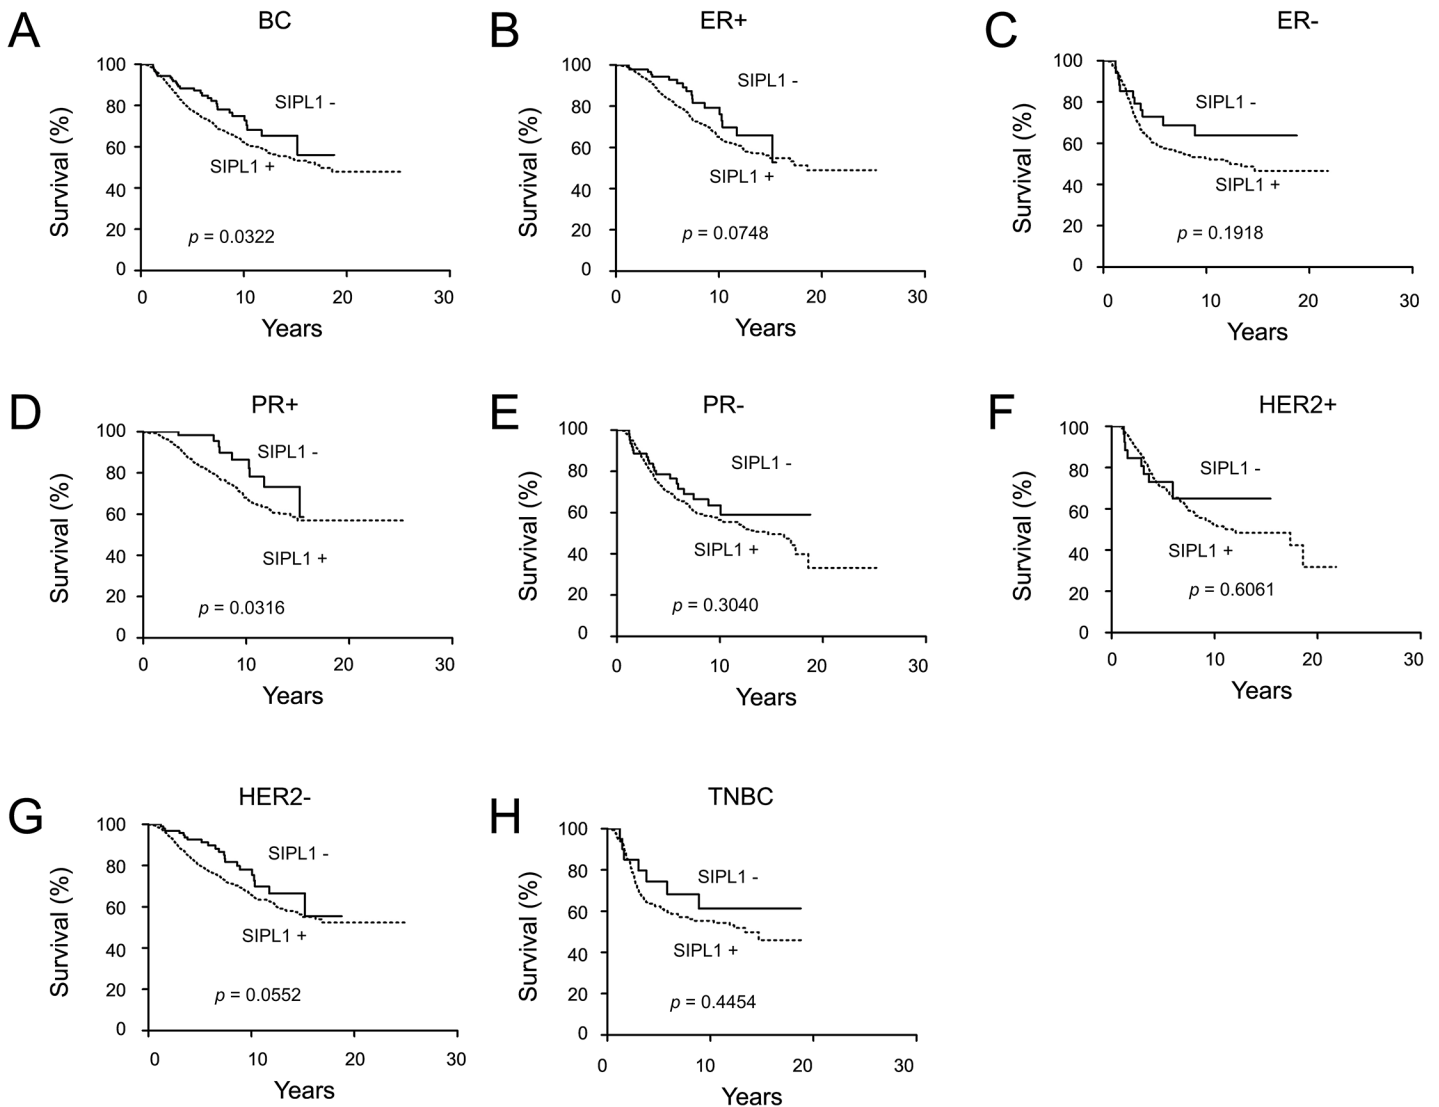 A
BC
Survival (%)
100
80
60
40
20
0
SIPL1 -
SIPL1 +
p = 0.0322
0 10 20 30
Years
B
ER+
Survival (%)
100
80
60
40
20
0
SIPL1 -
SIPL1 +
p = 0.0748
0 10 20 30
Years
C
ER-
Survival (%)
100
80
60
40
20
0
SIPL1 -
SIPL1 +
p = 0.1918
0 10 20 30
Years
D
PR+
Survival (%)
100
80
60
40
20
0
SIPL1 -
SIPL1 +
p = 0.0316
0 10 20 30
Years
E
PR-
Survival (%)
100
80
60
40
20
0
SIPL1 -
SIPL1 +
p = 0.3040
0 10 20 30
Years
F
HER2+
Survival (%)
100
80
60
40
20
0
SIPL1 -
SIPL1 +
p = 0.6061
0 10 20 30
Years
G
HER2-
Survival (%)
100
80
60
40
20
0
SIPL1 -
SIPL1 +
p = 0.0552
0 10 20 30
Years
H
TNBC
Survival (%)
100
80
60
40
20
0
SIPL1 -
SIPL1 +
p = 0.4454
0 10 20 30
Years